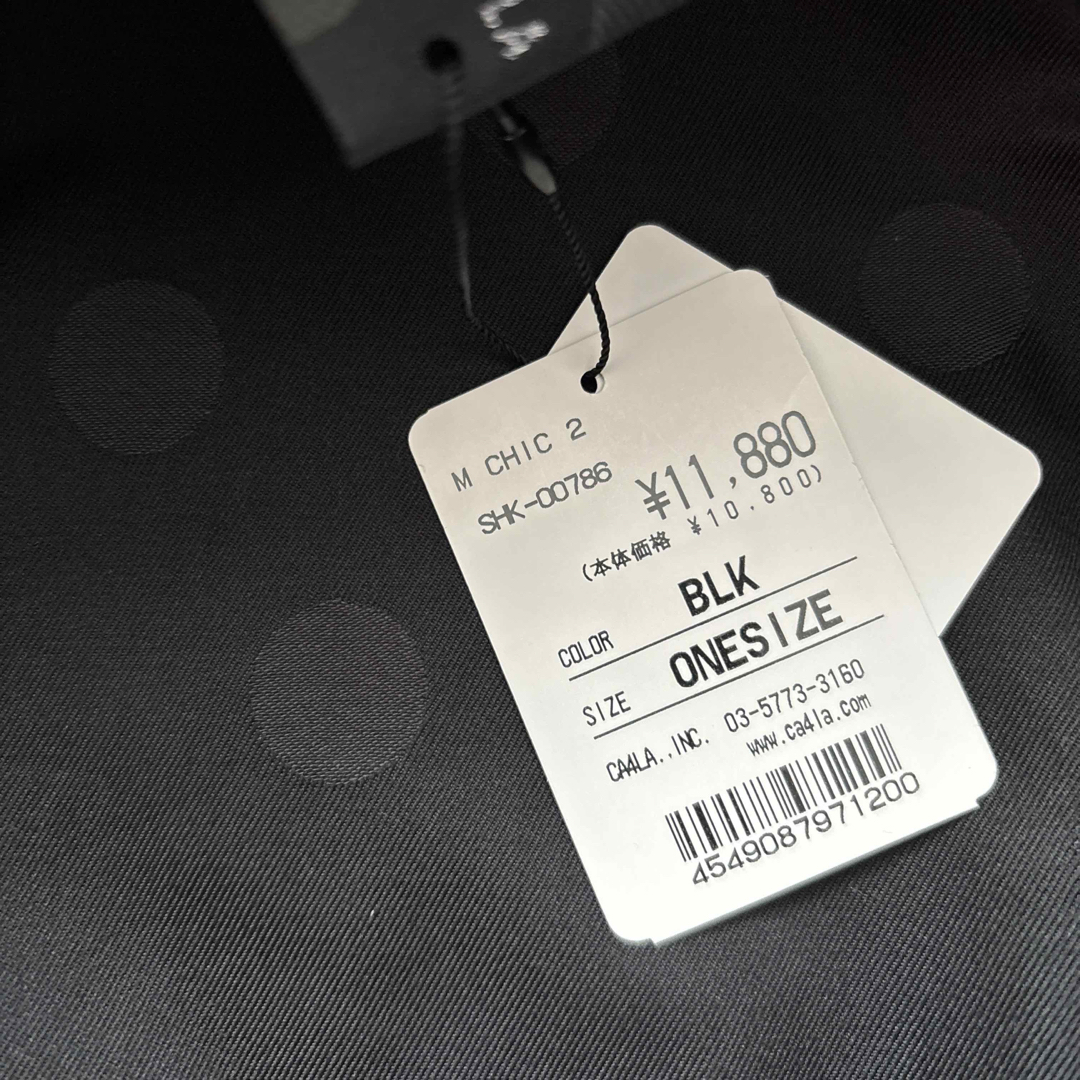 LA
M CHIC 2
SHK-00786 ¥11,880
(本体価格 ¥10,800)
COLOR BLK
SIZE ONESIZE
CA4LA.,INC. 03-5773-3160
www.ca4la.com
4549087971200